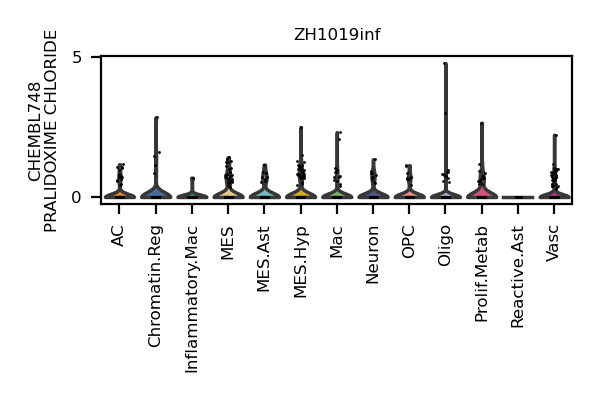 ZH1019inf
CHEMBL748
PRALIDOXIME CHLORIDE
5
0
AC
Chromatin.Reg
Inflammatory.Mac
MES
MES.Ast
MES.Hyp
Mac
Neuron
OPC
Oligo
Prolif.Metab
Reactive.Ast
Vasc